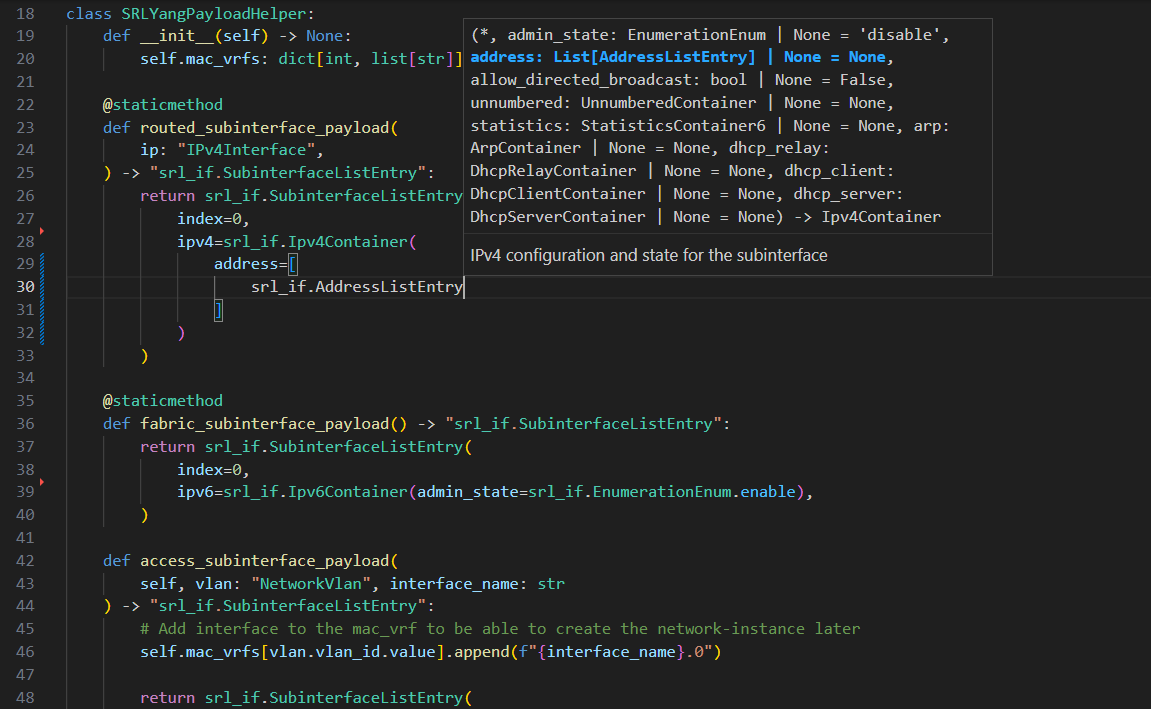 18 class SRLYangPayloadHelper:
19     def __init__(self) -> None:
20         self.mac_vrfs: dict[int, list[str]]
21
22     @staticmethod
23     def routed_subinterface_payload(
24         ip: "IPv4Interface",
25     ) -> "srl_if.SubinterfaceListEntry":
26         return srl_if.SubinterfaceListEntry
27             index=0,
28             ipv4=srl_if.Ipv4Container(
29                 address=[
30                     srl_if.AddressListEntry
31                 ]
32             )
33         )
34
35     @staticmethod
36     def fabric_subinterface_payload() -> "srl_if.SubinterfaceListEntry":
37         return srl_if.SubinterfaceListEntry(
38             index=0,
39             ipv6=srl_if.Ipv6Container(admin_state=srl_if.EnumerationEnum.enable),
40         )
41
42     def access_subinterface_payload(
43         self, vlan: "NetworkVlan", interface_name: str
44     ) -> "srl_if.SubinterfaceListEntry":
45         # Add interface to the mac_vrf to be able to create the network-instance later
46         self.mac_vrfs[vlan.vlan_id.value].append(f"{interface_name}.0")
47
48         return srl_if.SubinterfaceListEntry(
(*, admin_state: EnumerationEnum | None = 'disable',
address: List[AddressListEntry] | None = None,
allow_directed_broadcast: bool | None = False,
unnumbered: UnnumberedContainer | None = None,
statistics: StatisticsContainer6 | None = None, arp:
ArpContainer | None = None, dhcp_relay:
DhcpRelayContainer | None = None, dhcp_client:
DhcpClientContainer | None = None, dhcp_server:
DhcpServerContainer | None = None) -> Ipv4Container
IPv4 configuration and state for the subinterface